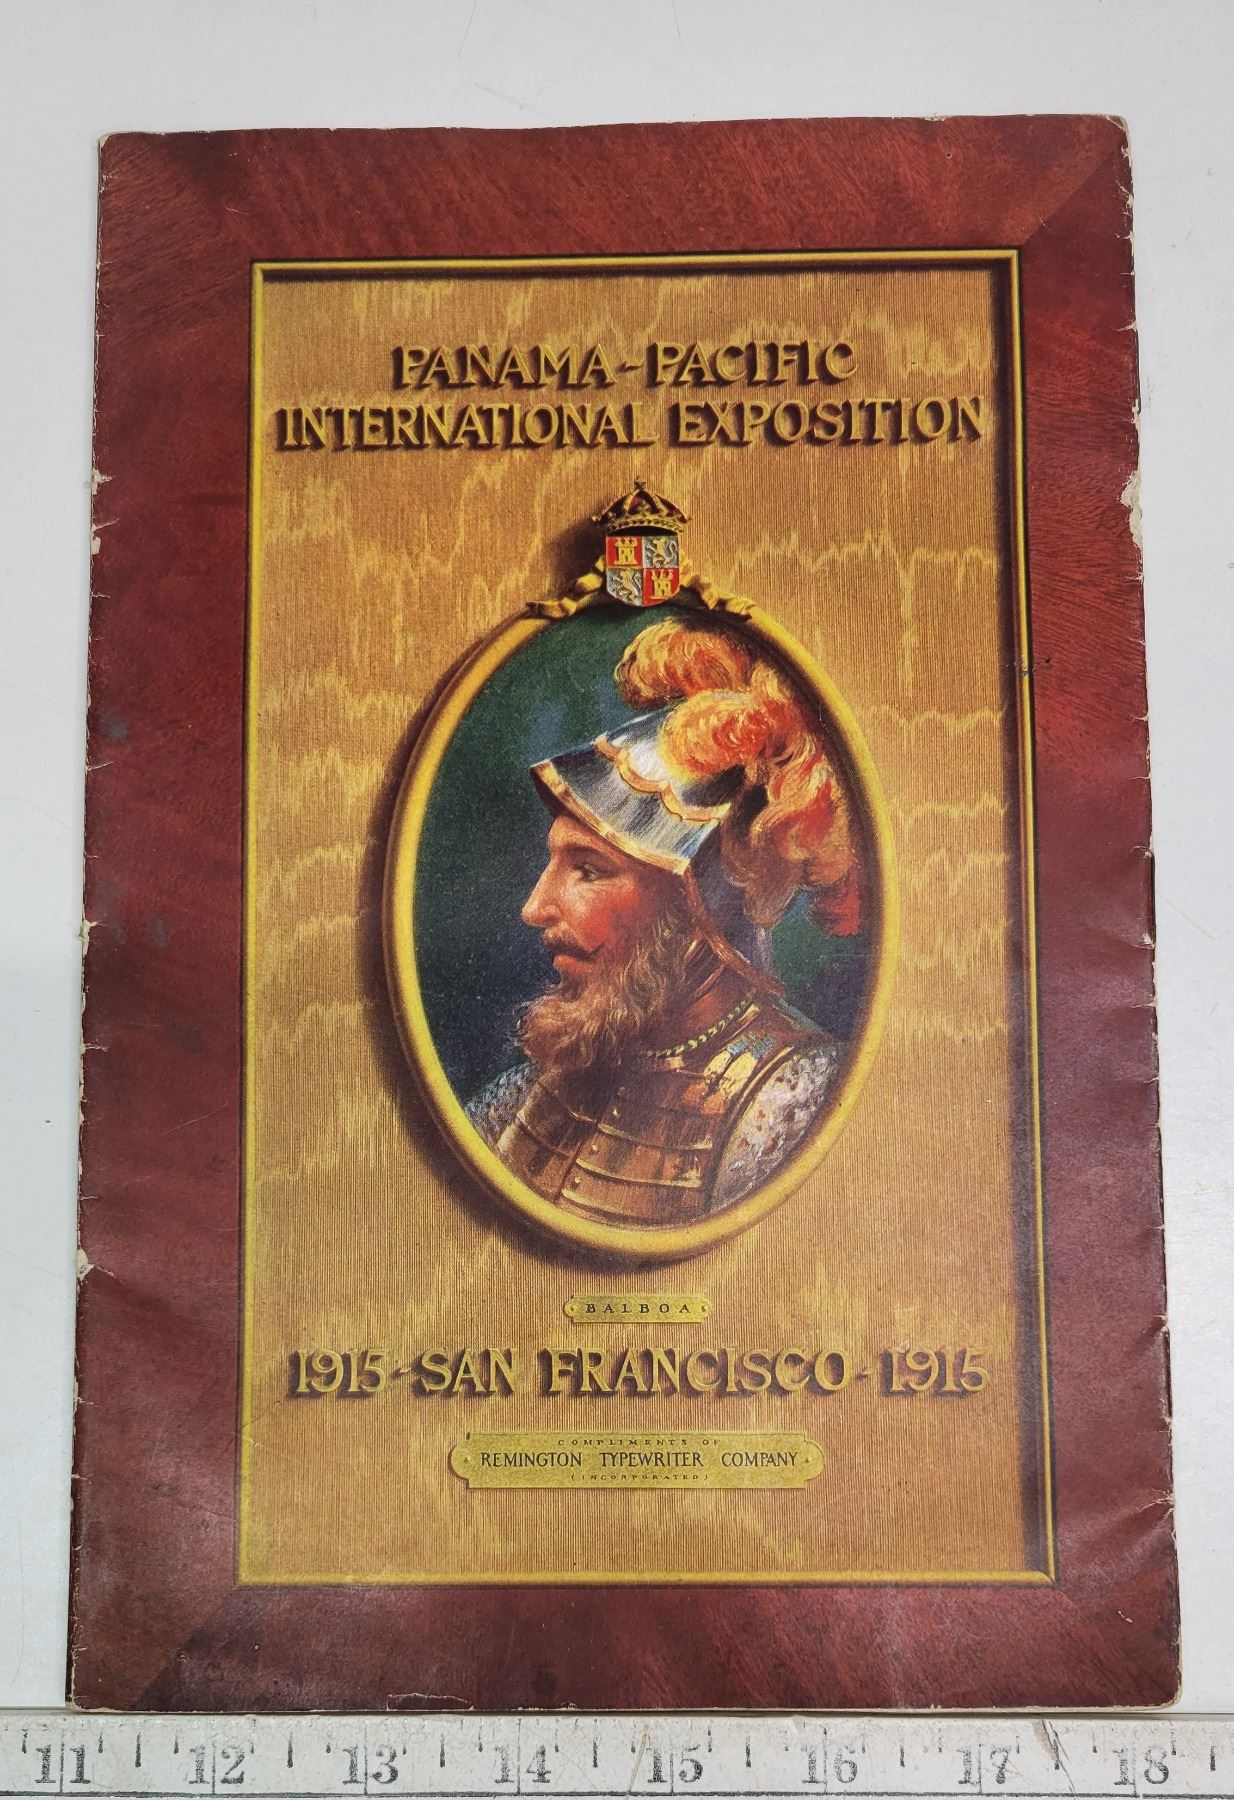 PANAMA-PACIFIC
INTERNATIONAL EXPOSITION
BALBOA
1915-SAN FRANCISCO-1915
COMPLIMENTS OF
REMINGTON TYPEWRITER COMPANY
(INCORPORATED)
11 12 13 14 15 16 17 18